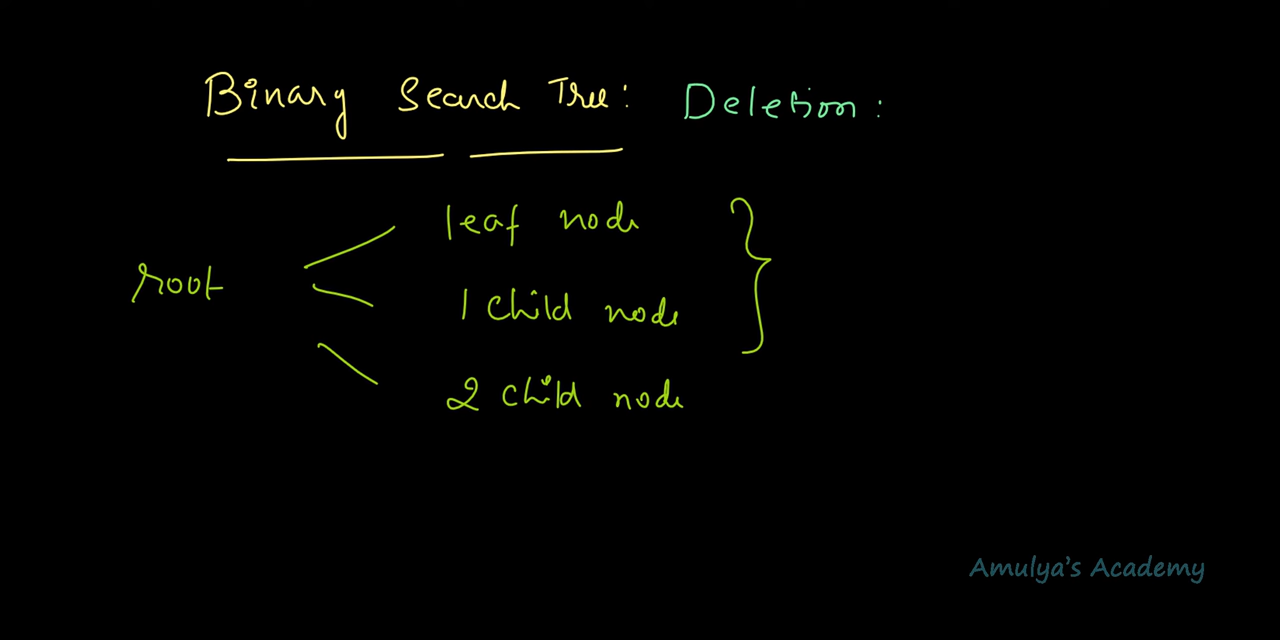 Binary Search Tree: Deletion:
leaf node
root
1 child node
2 child node
Amulya's Academy